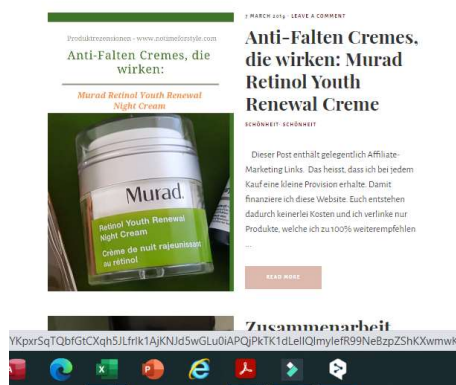 Produktrezensionen - www.notizneforstyle.com
Anti-Falten Cremes, die
wirken:
Murad Retinol Youth Renewal
Night Cream
Murad.
Retinol Youth Renewal
Night Cream
Crème de nuit rajeunissant
au rétinol
7 MARCH 2019 · LEAVE A COMMENT
Anti-Falten Cremes,
die wirken: Murad
Retinol Youth
Renewal Creme
SCHÖNHEIT· SCHÖNHEIT
Dieser Post enthält gelegentlich Affiliate-
Marketing Links. Das heisst, dass ich bei jedem
Kauf eine kleine Provision erhalte. Damit
finanziere ich diese Website. Euch entstehen
dadurch keinerlei Kosten und ich verlinke nur
Produkte, welche ich zu 100% weiterempfehlen
...
READ MORE
Zusammenarbeit